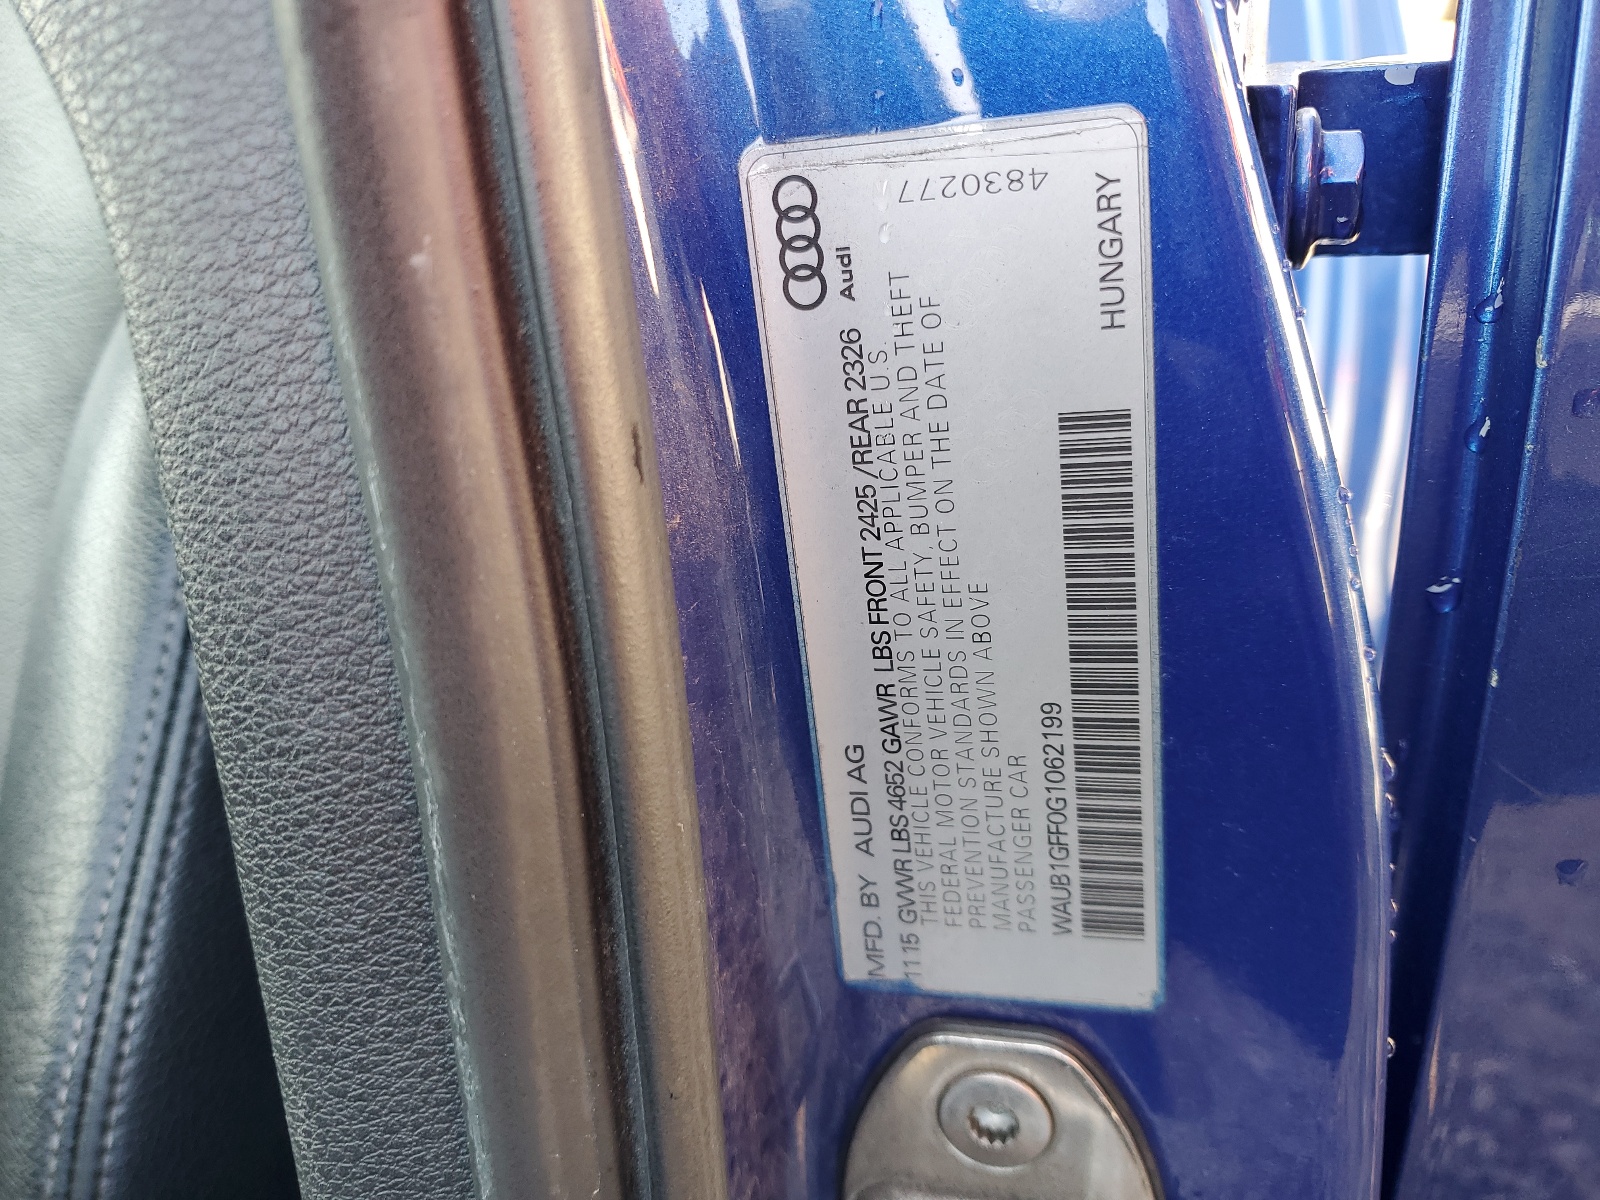 Audi
4830277
MFD. BY AUDI AG
11 15 GVWR LBS 4652 GAWR LBS FRONT 2425 / REAR 2326
THIS VEHICLE CONFORMS TO ALL APPLICABLE U.S.
FEDERAL MOTOR VEHICLE SAFETY, BUMPER AND THEFT
PREVENTION STANDARDS IN EFFECT ON THE DATE OF
MANUFACTURE SHOWN ABOVE
PASSENGER CAR
WAUB1GFF0G1062199
HUNGARY